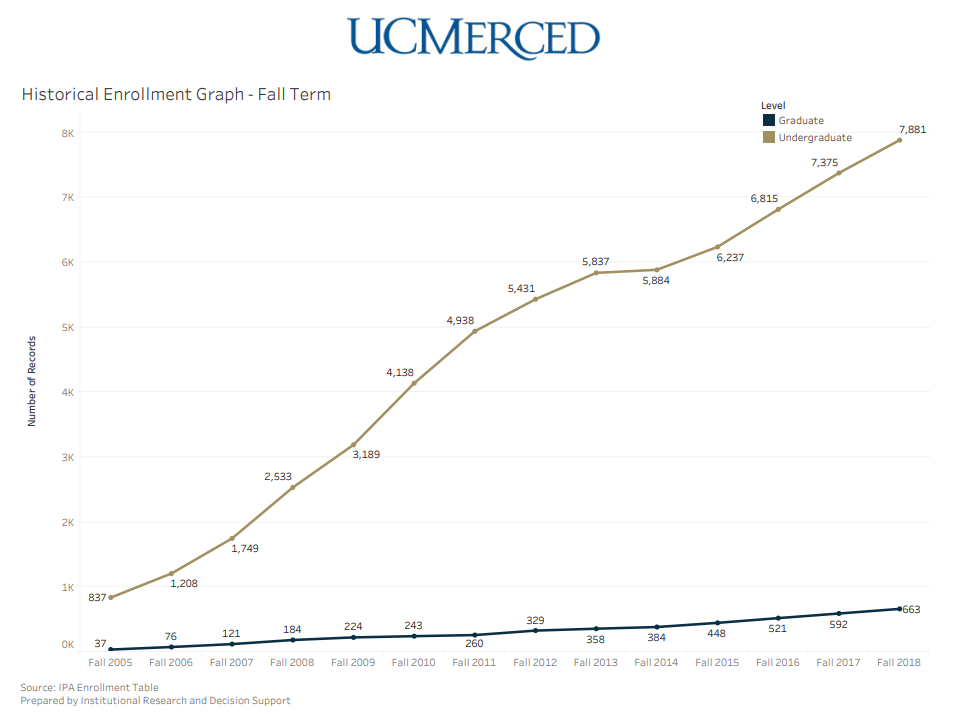 UCMERCED
Historical Enrollment Graph - Fall Term
Level
Graduate
Undergraduate
Number of Records
8K
7K
6K
5K
4K
3K
2K
1K
0K
837
1,208
1,749
2,533
3,189
4,138
4,938
5,431
5,837
5,884
6,237
6,815
7,375
7,881
37
76
121
184
224
243
260
329
358
384
448
521
592
663
Fall 2005 Fall 2006 Fall 2007 Fall 2008 Fall 2009 Fall 2010 Fall 2011 Fall 2012 Fall 2013 Fall 2014 Fall 2015 Fall 2016 Fall 2017 Fall 2018
Source: IPA Enrollment Table
Prepared by Institutional Research and Decision Support